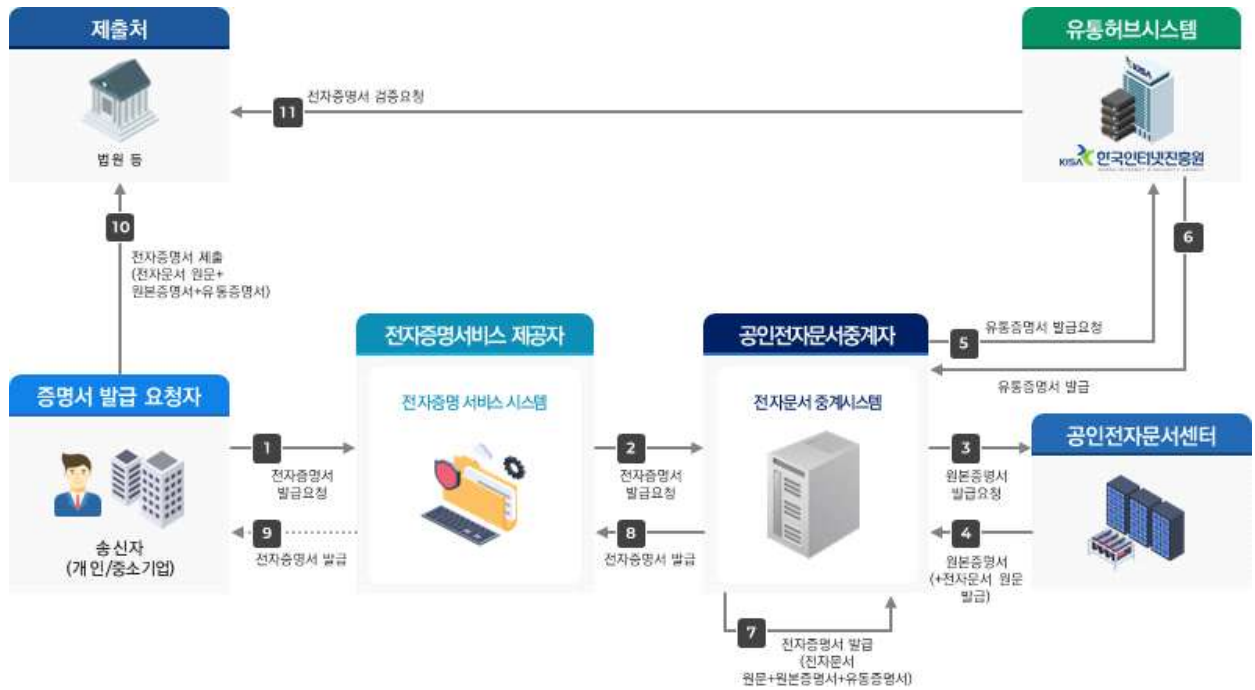 제출처
법원 등
유통허브시스템
KISA
KISA 한국인터넷진흥원
11
전자증명서 검증요청
10
전자증명서 제출
(전자문서 원문+
원본증명서+유통증명서)
6
전자증명서비스 제공자
전자증명 서비스 시스템
공인전자문서중계자
전자문서 중계시스템
5
유통증명서 발급요청
유통증명서 발급
증명서 발급 요청자
송신자
(개인/중소기업)
1
전자증명서
발급요청
2
전자증명서
발급요청
3
원본증명서
발급요청
공인전자문서센터
9
전자증명서 발급
8
전자증명서 발급
4
원본증명서
(+전자문서 원문
발급)
7
전자증명서 발급
(전자문서
원문+원본증명서+유통증명서)